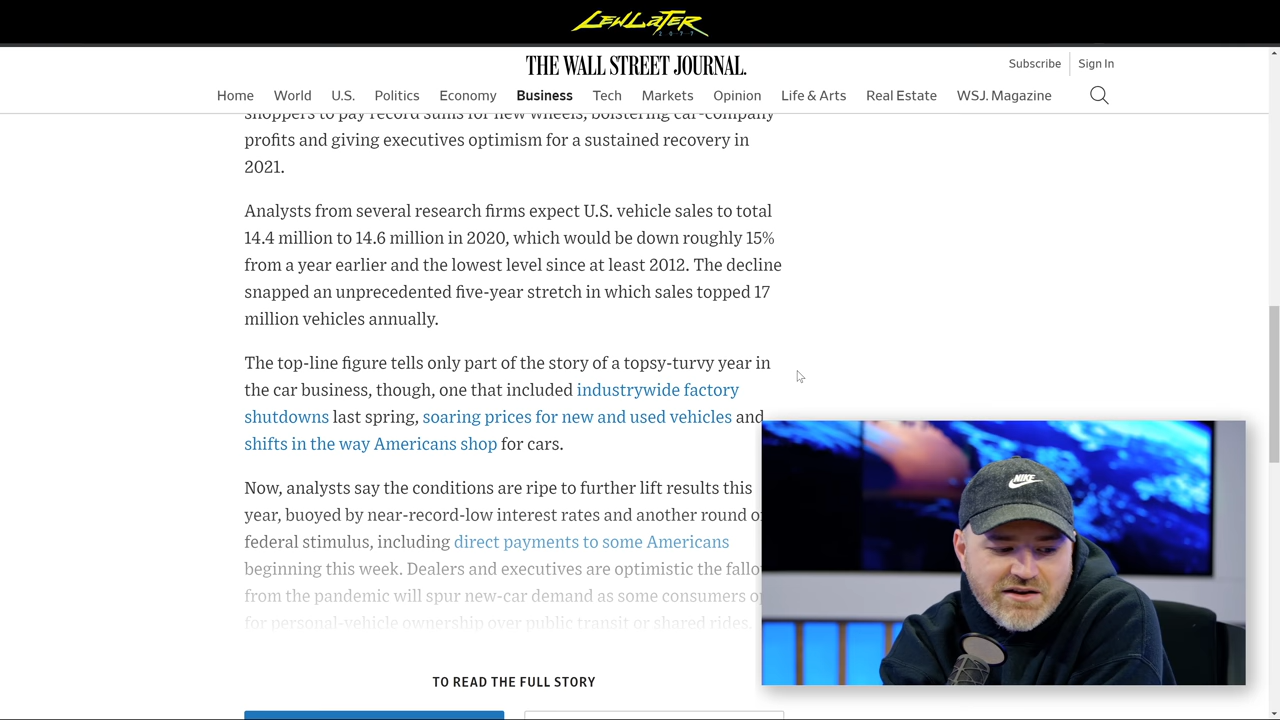 LEWLATER
2077
THE WALL STREET JOURNAL.
Subscribe
Sign In
Home World U.S. Politics Economy Business Tech Markets Opinion Life & Arts Real Estate WSJ. Magazine
shoppers to pay record sums for new wheels, bolstering car-company
profits and giving executives optimism for a sustained recovery in
2021.
Analysts from several research firms expect U.S. vehicle sales to total
14.4 million to 14.6 million in 2020, which would be down roughly 15%
from a year earlier and the lowest level since at least 2012. The decline
snapped an unprecedented five-year stretch in which sales topped 17
million vehicles annually.
The top-line figure tells only part of the story of a topsy-turvy year in
the car business, though, one that included industrywide factory
shutdowns last spring, soaring prices for new and used vehicles and
shifts in the way Americans shop for cars.
Now, analysts say the conditions are ripe to further lift results this
year, buoyed by near-record-low interest rates and another round o
federal stimulus, including direct payments to some Americans
beginning this week. Dealers and executives are optimistic the fallo
from the pandemic will spur new-car demand as some consumers o
for personal-vehicle ownership over public transit or shared rides.
TO READ THE FULL STORY
NIKE